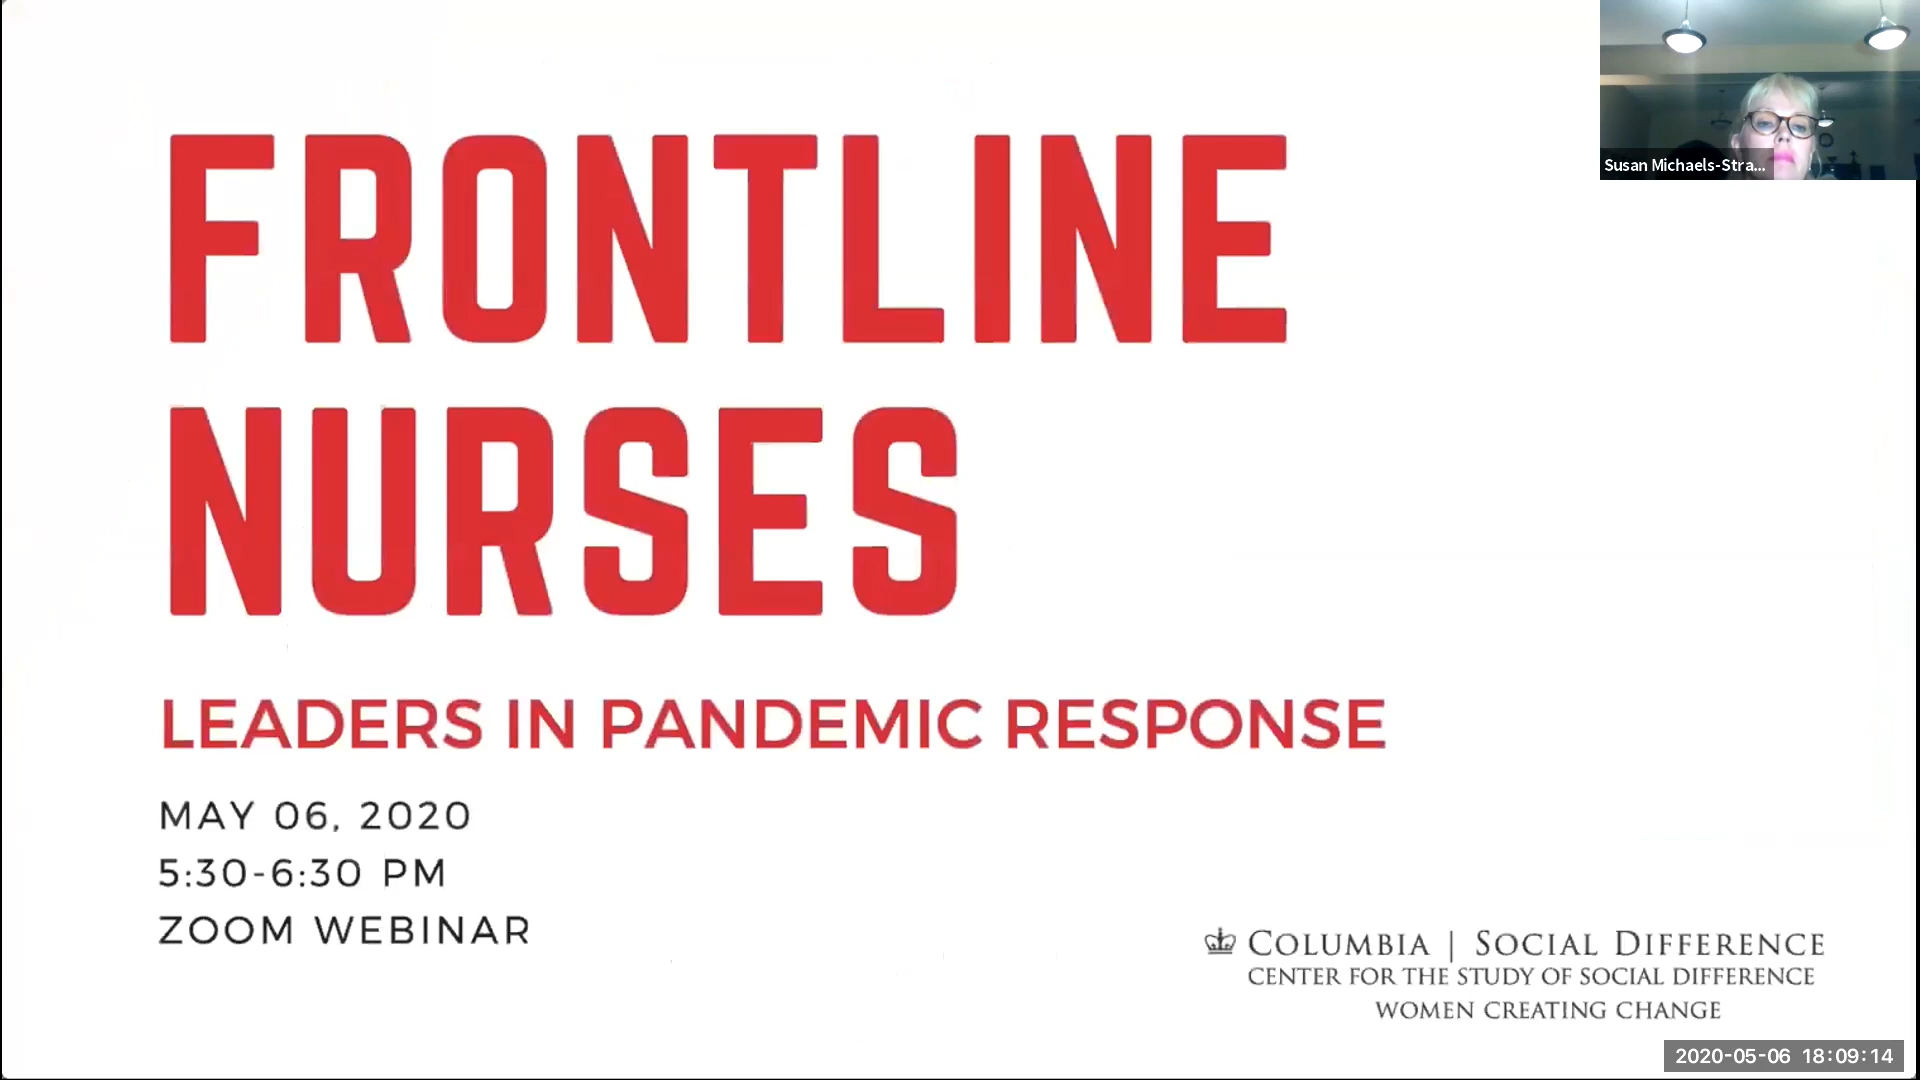 Susan Michaels-Stra...
FRONTLINE
NURSES
LEADERS IN PANDEMIC RESPONSE
MAY 06, 2020
5:30-6:30 PM
ZOOM WEBINAR
COLUMBIA | SOCIAL DIFFERENCE
CENTER FOR THE STUDY OF SOCIAL DIFFERENCE
WOMEN CREATING CHANGE
2020-05-06 18:09:14